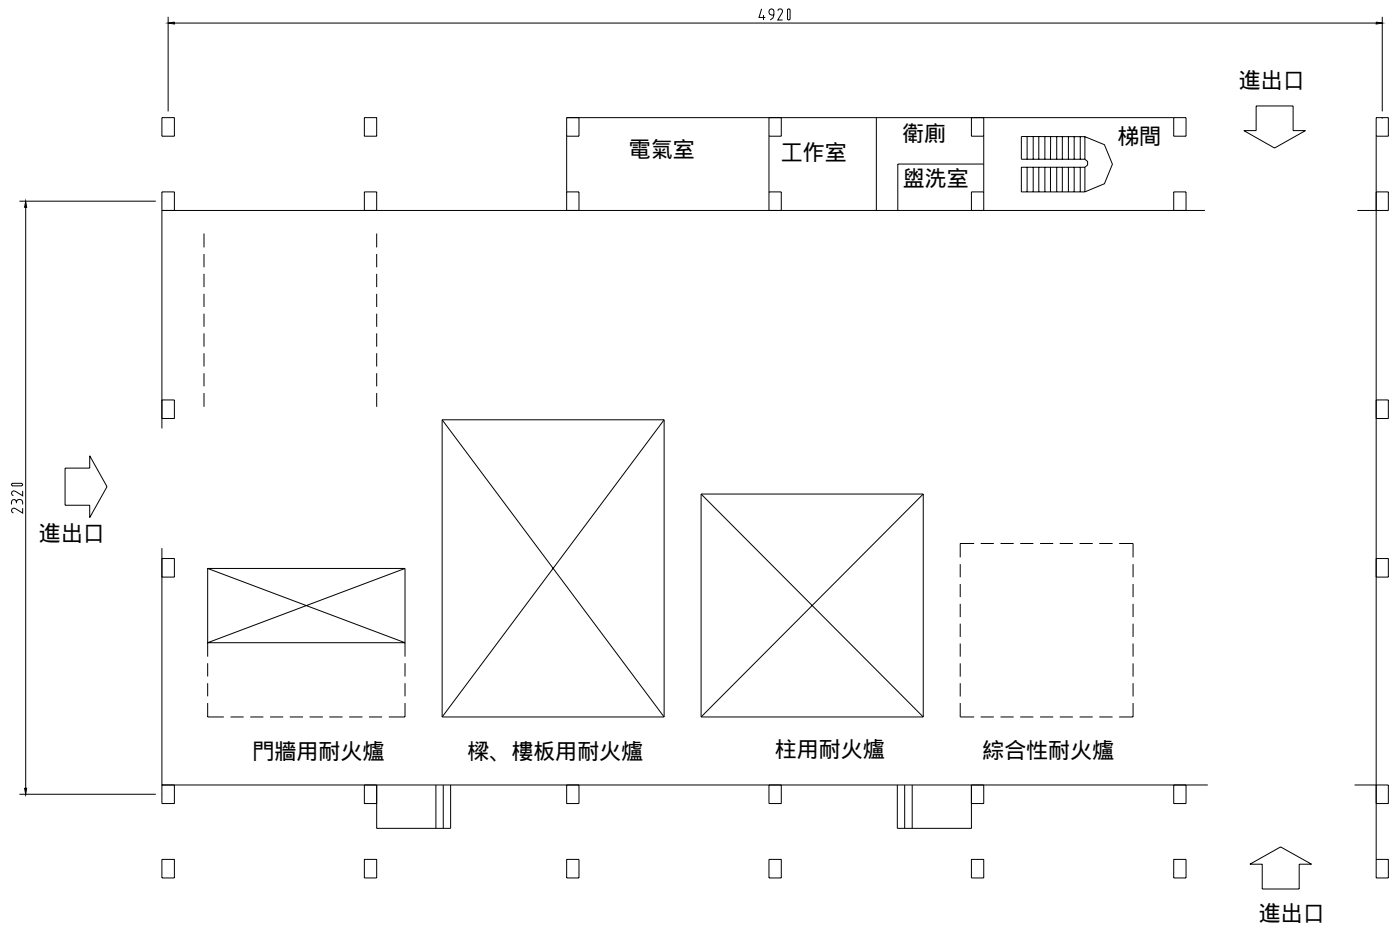 4920
進出口
電氣室
工作室
衛廁
盥洗室
梯間
2320
進出口
門牆用耐火爐
樑、樓板用耐火爐
柱用耐火爐
綜合性耐火爐
進出口